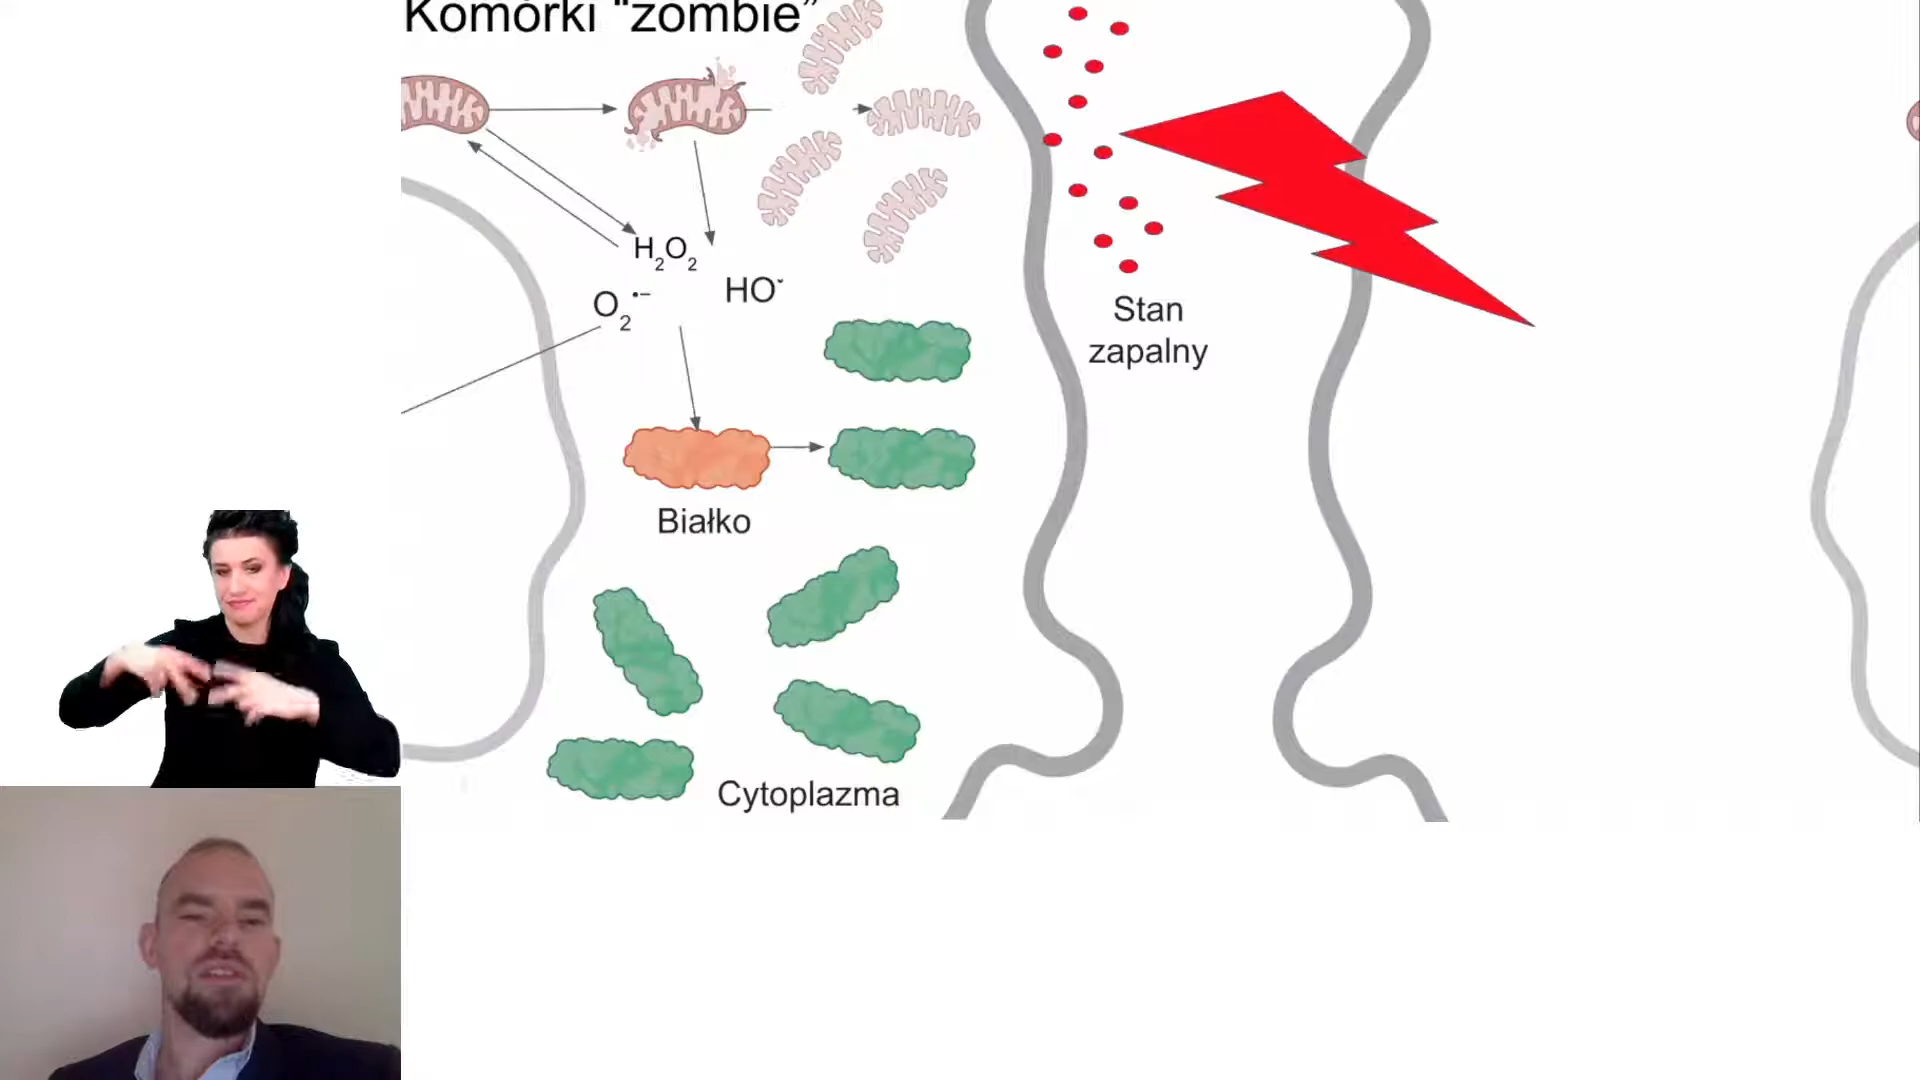 Komórki “zombie”
H₂O₂
O₂•−
HO˙
Stan
zapalny
Białko
Cytoplazma